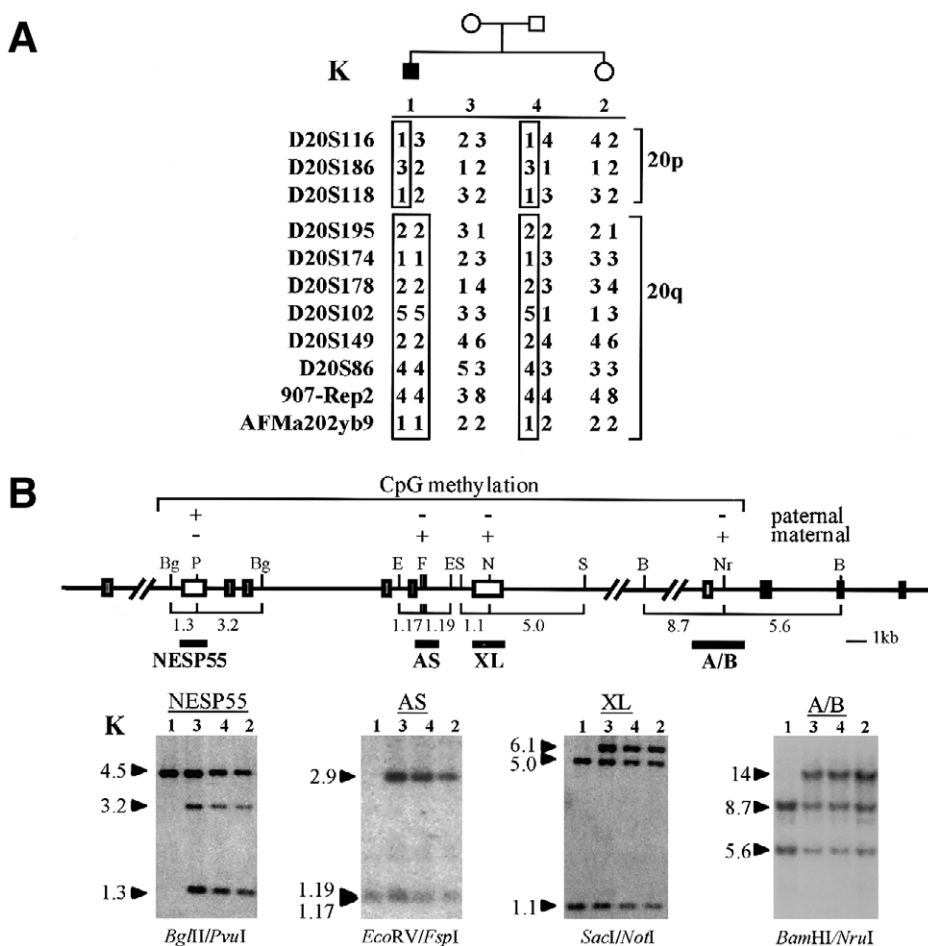 A
K
1 3 4 2
D20S116 1 3 2 3 1 4 4 2
D20S186 3 2 1 2 3 1 1 2
D20S118 1 2 3 2 1 3 3 2
20p
D20S195 2 2 3 1 2 2 2 1
D20S174 1 1 2 3 1 3 3 3
D20S178 2 2 1 4 2 3 3 4
D20S102 5 5 3 3 5 1 1 3
D20S149 2 2 4 6 2 4 4 6
D20S86 4 4 5 3 4 3 3 3
907-Rep2 4 4 3 8 4 4 4 8
AFMa202yb9 1 1 2 2 1 2 2 2
20q
B
CpG methylation
+ - - - paternal
- + + + maternal
Bg P Bg E F E S N S B Nr B
1.3 3.2 1.17 1.19 1.1 5.0 8.7 5.6 1kb
NESP55 AS XL A/B
K
NESP55 AS XL A/B
1 3 4 2 1 3 4 2 1 3 4 2 1 3 4 2
4.5
3.2
1.3
2.9
1.19
1.17
6.1
5.0
1.1
14
8.7
5.6
BglII/PvuI EcoRV/FspI SacI/NotI BamHI/NruI